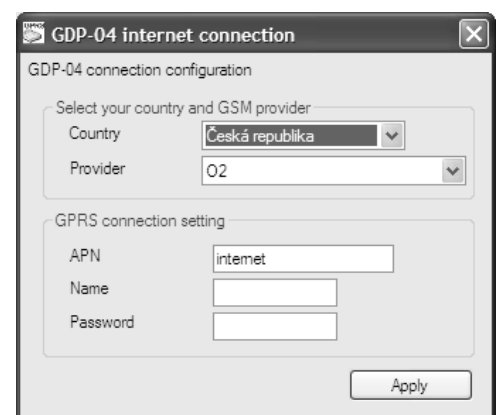 GDP-04 internet connection
GDP-04 connection configuration
Select your country and GSM provider
Country
Česká republika
Provider
O2
GPRS connection setting
APN
internet
Name
Password
Apply